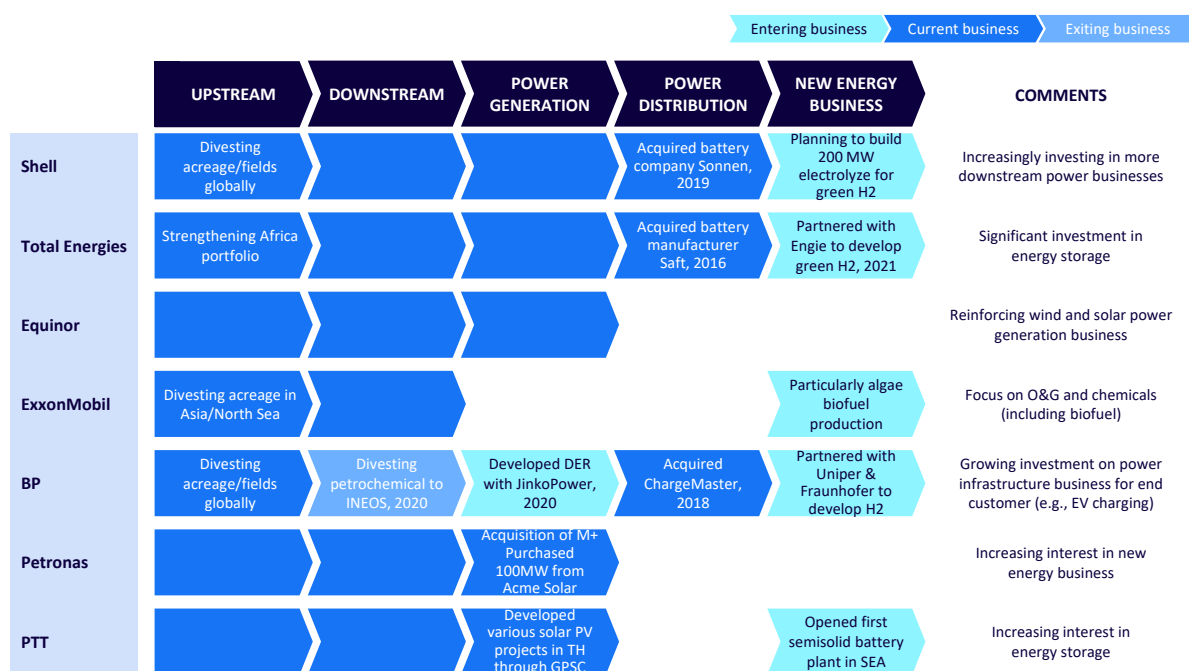 Entering business
Current business
Exiting business
UPSTREAM
DOWNSTREAM
POWER
GENERATION
POWER
DISTRIBUTION
NEW ENERGY
BUSINESS
COMMENTS
Shell
Divesting
acreage/fields
globally
Acquired battery
company Sonnen,
2019
Planning to build
200 MW
electrolyze for
green H2
Increasingly investing in more
downstream power businesses
Total Energies
Strengthening Africa
portfolio
Acquired battery
manufacturer
Saft, 2016
Partnered with
Engie to develop
green H2, 2021
Significant investment in
energy storage
Equinor
Reinforcing wind and solar power
generation business
ExxonMobil
Divesting acreage in
Asia/North Sea
Particularly algae
biofuel
production
Focus on O&G and chemicals
(including biofuel)
BP
Divesting
acreage/fields
globally
Divesting
petrochemical to
INEOS, 2020
Developed DER
with JinkoPower,
2020
Acquired
ChargeMaster,
2018
Partnered with
Uniper &
Fraunhofer to
develop H2
Growing investment on power
infrastructure business for end
customer (e.g., EV charging)
Petronas
Acquisition of M+
Purchased
100MW from
Acme Solar
Increasing interest in new
energy business
PTT
Developed
various solar PV
projects in TH
through GPSC
Opened first
semisolid battery
plant in SEA
Increasing interest in
energy storage